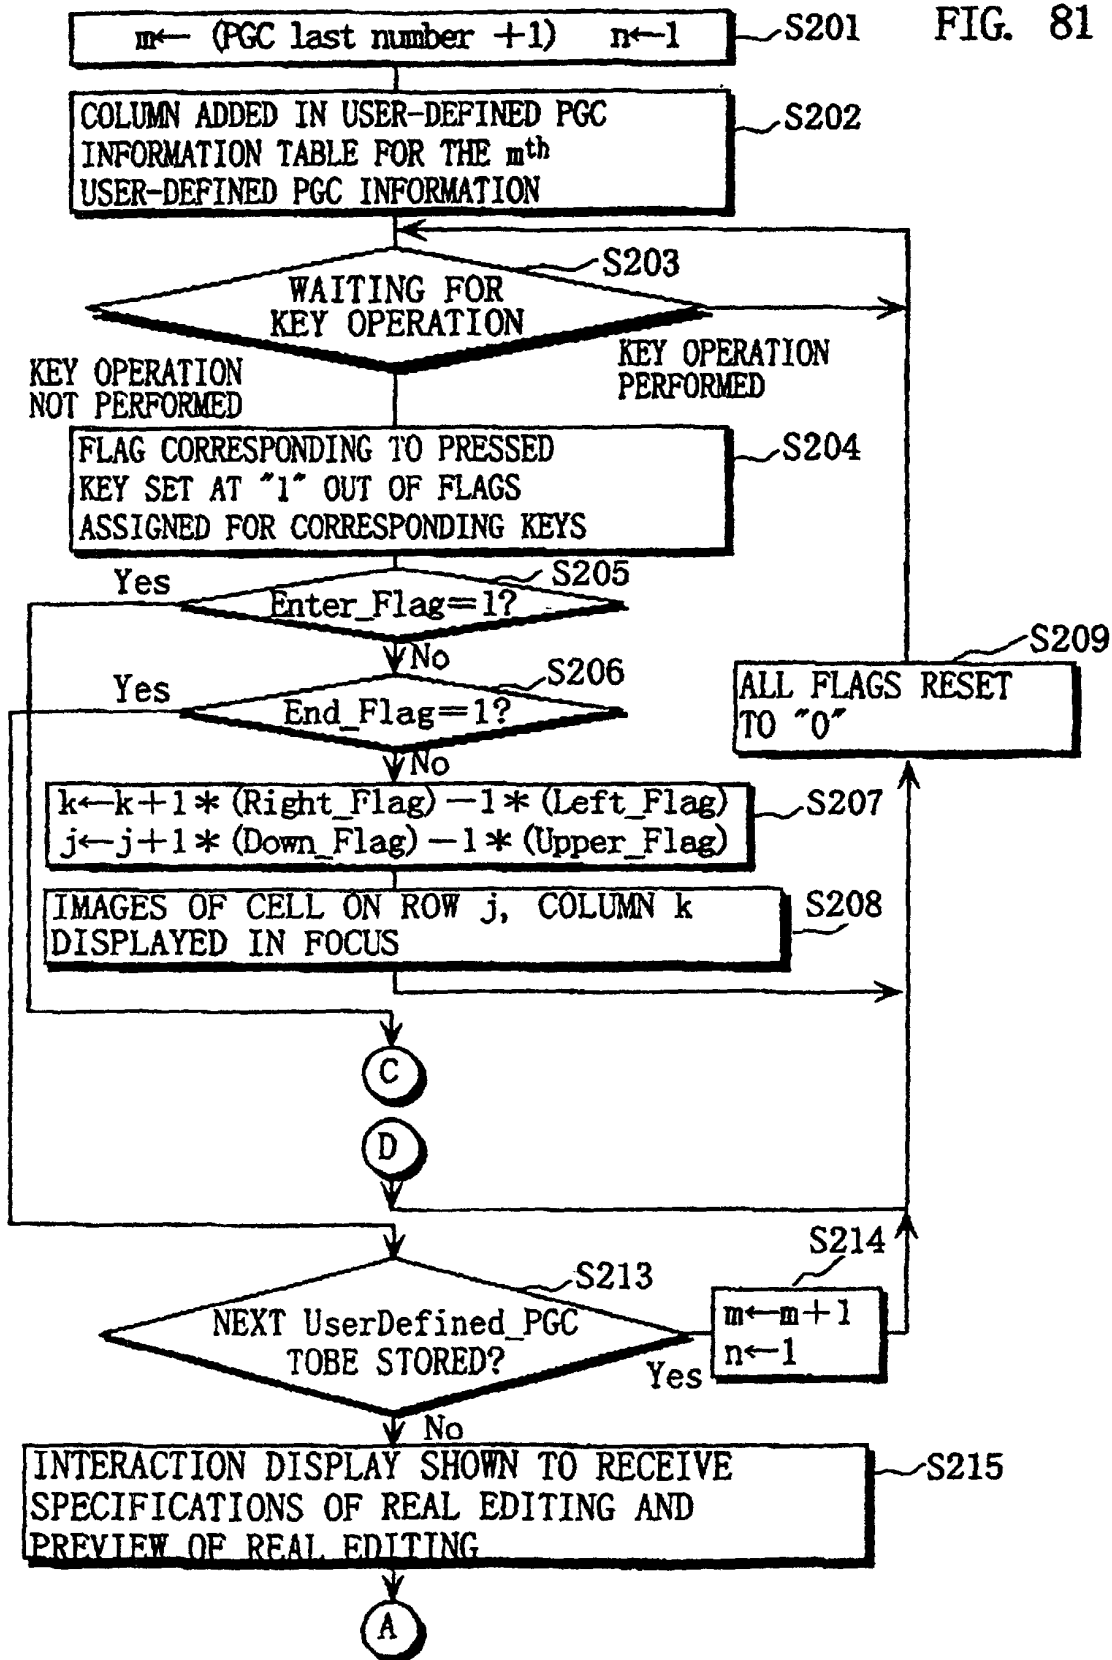 FIG. 81
m← (PGC last number +1) n←1
S201
COLUMN ADDED IN USER-DEFINED PGC
INFORMATION TABLE FOR THE mth
USER-DEFINED PGC INFORMATION
S202
S203
WAITING FOR
KEY OPERATION
KEY OPERATION
PERFORMED
KEY OPERATION
NOT PERFORMED
FLAG CORRESPONDING TO PRESSED
KEY SET AT "1" OUT OF FLAGS
ASSIGNED FOR CORRESPONDING KEYS
S204
Yes
S205
Enter_Flag=1?
No
Yes
S206
End_Flag=1?
No
S209
ALL FLAGS RESET
TO "0"
k←k+1*(Right_Flag)-1*(Left_Flag)
j←j+1*(Down_Flag)-1*(Upper_Flag)
S207
IMAGES OF CELL ON ROW j, COLUMN k
DISPLAYED IN FOCUS
S208
C
D
S213
NEXT UserDefined_PGC
TOBE STORED?
Yes
S214
m←m+1
n←1
No
INTERACTION DISPLAY SHOWN TO RECEIVE
SPECIFICATIONS OF REAL EDITING AND
PREVIEW OF REAL EDITING
S215
A